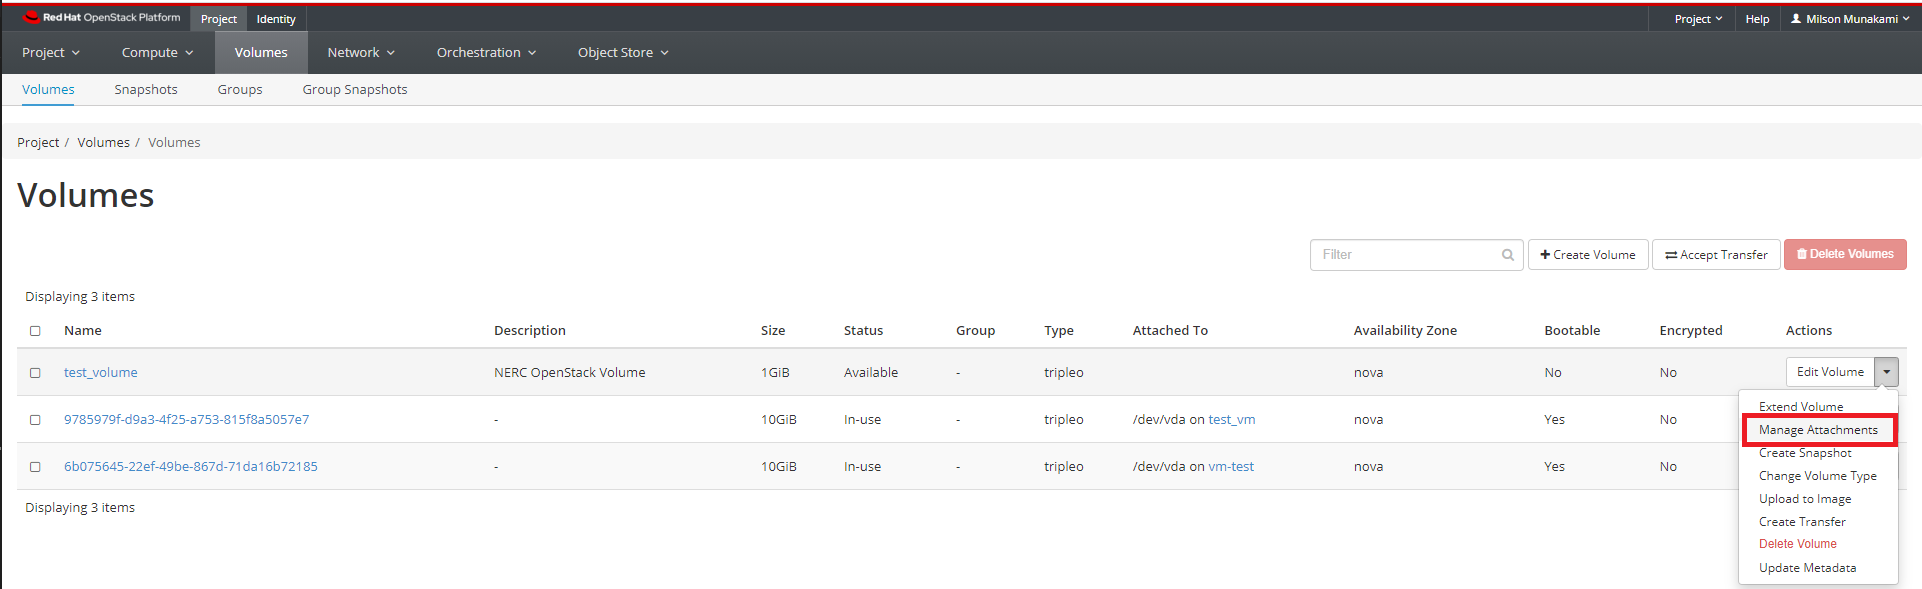 Red Hat OpenStack Platform Project Identity Project Help Milson Munakami
Project Compute Volumes Network Orchestration Object Store
Volumes Snapshots Groups Group Snapshots
Project / Volumes / Volumes
Volumes
Filter Create Volume Accept Transfer Delete Volumes
Displaying 3 items
Name Description Size Status Group Type Attached To Availability Zone Bootable Encrypted Actions
test_volume NERC OpenStack Volume 1GiB Available - tripleo nova No No Edit Volume
9785979f-d9a3-4f25-a753-815f8a5057e7 - 10GiB In-use - tripleo /dev/vda on test_vm nova Yes No
6b075645-22ef-49be-867d-71da16b72185 - 10GiB In-use - tripleo /dev/vda on vm-test nova Yes No
Displaying 3 items
Extend Volume
Manage Attachments
Create Snapshot
Change Volume Type
Upload to Image
Create Transfer
Delete Volume
Update Metadata